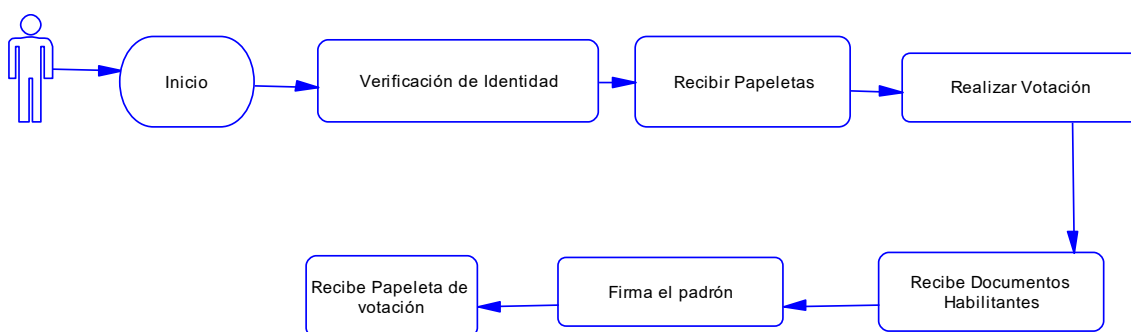 Inicio
Verificación de Identidad
Recibir Papeletas
Realizar Votación
Recibe Documentos
Habilitantes
Firma el padrón
Recibe Papeleta de
votación